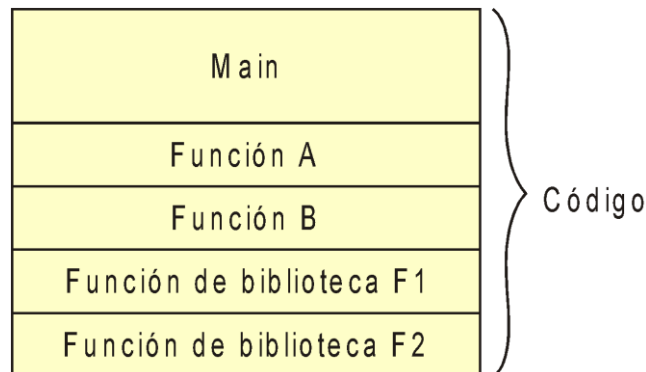 Main
Función A
Función B
Función de biblioteca F1
Función de biblioteca F2
Código